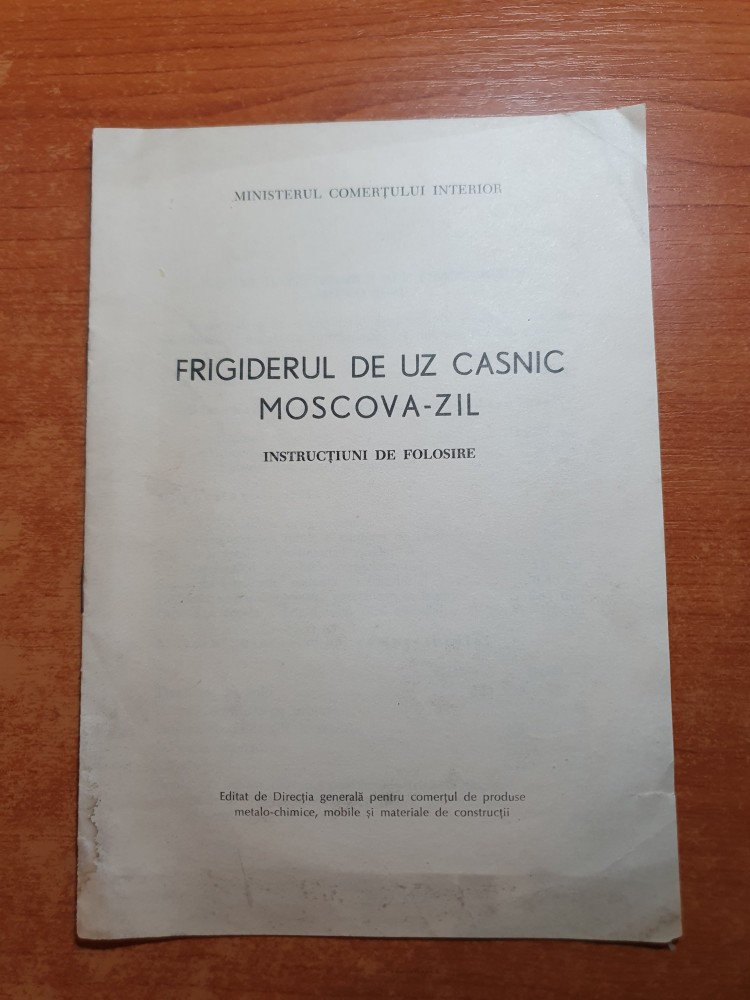 MINISTERUL COMERȚULUI INTERIOR
FRIGIDERUL DE UZ CASNIC
MOSCOVA-ZIL
INSTRUCȚIUNI DE FOLOSIRE
Editat de Direcția generală pentru comerțul de produse
metalo-chimice, mobile și materiale de construcții